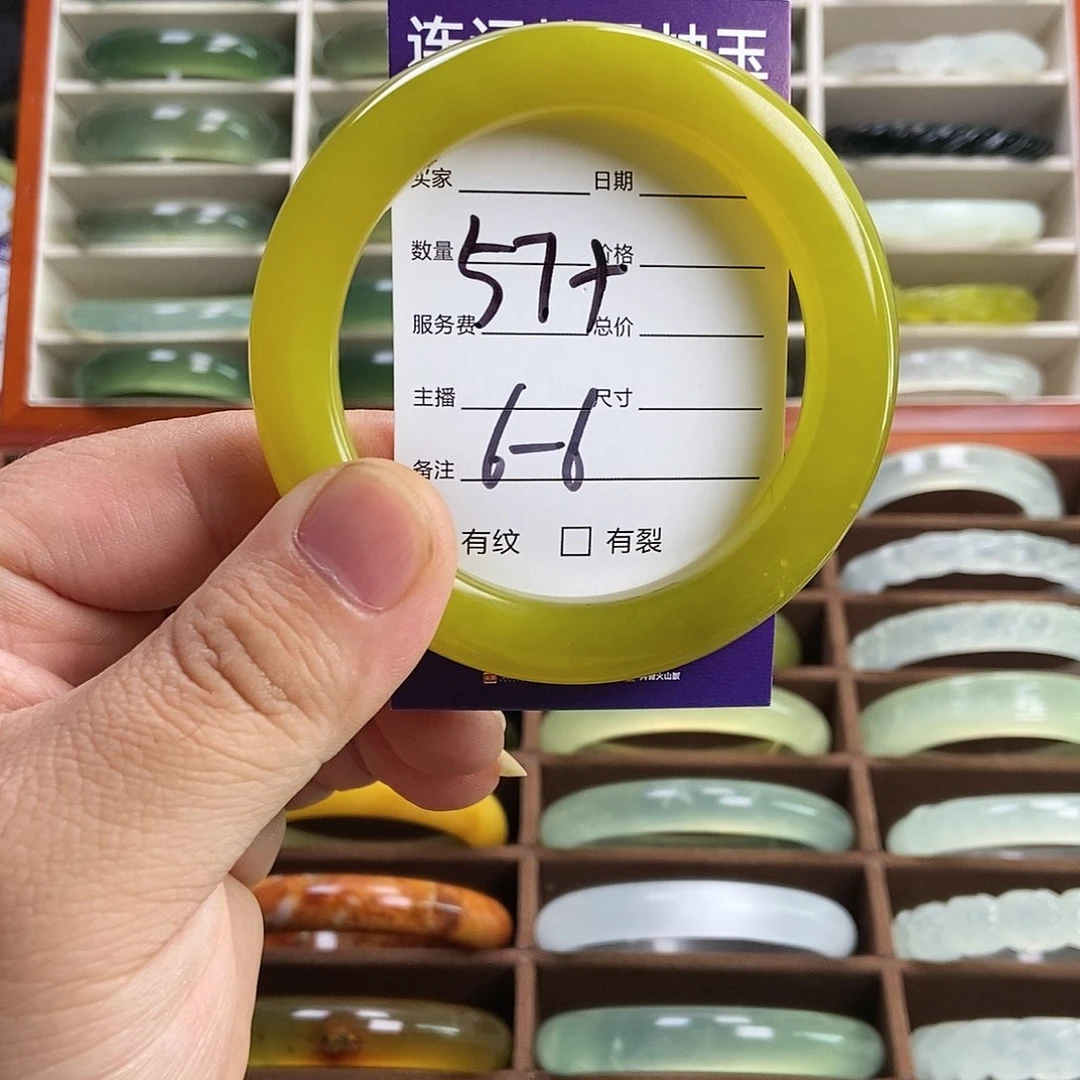 买家 日期
数量 57+ 价格
服务费 总价
主播 尺寸
备注 6-6
有纹 □ 有裂